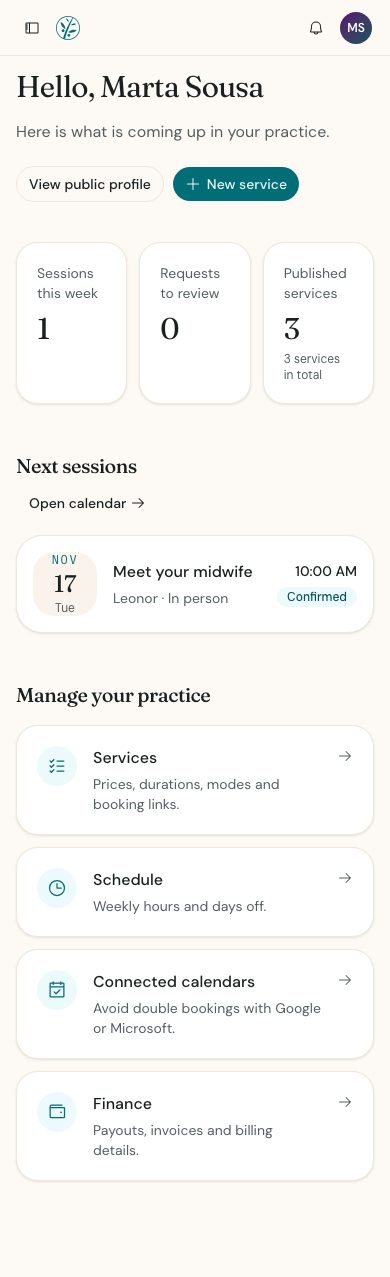 MS
Hello, Marta Sousa
Here is what is coming up in your practice.
View public profile
New service
Sessions
this week
1
Requests
to review
0
Published
services
3
3 services
in total
Next sessions
Open calendar
NOV
17
Tue
Meet your midwife
Leonor · In person
10:00 AM
Confirmed
Manage your practice
Services
Prices, durations, modes and
booking links.
Schedule
Weekly hours and days off.
Connected calendars
Avoid double bookings with Google
or Microsoft.
Finance
Payouts, invoices and billing
details.